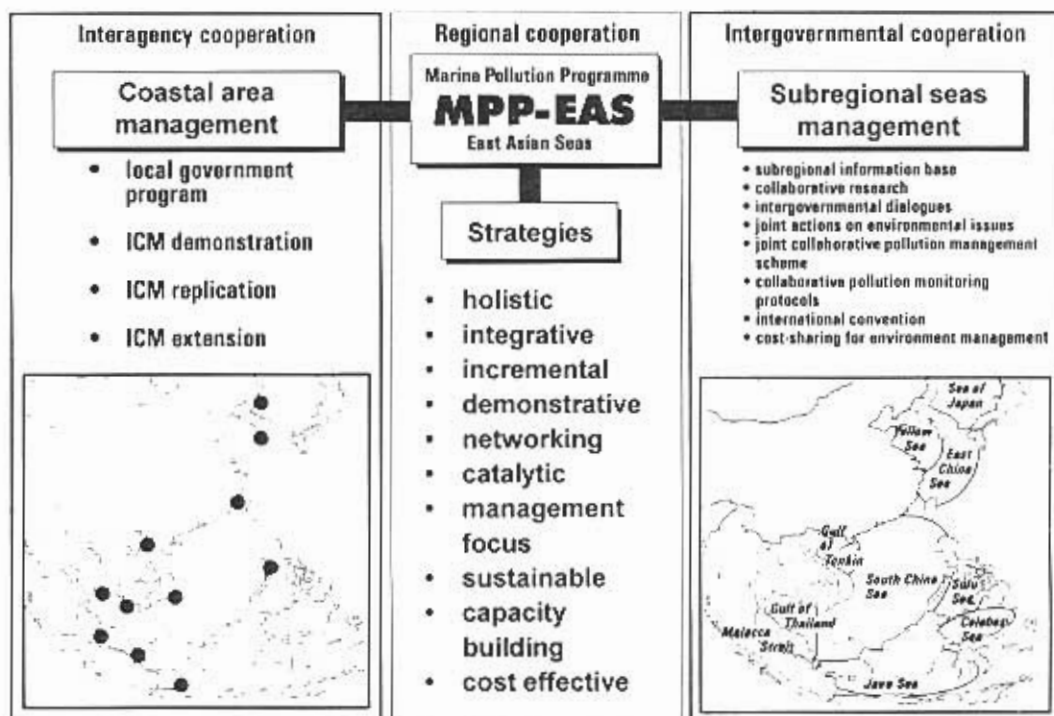 Interagency cooperation
Coastal area
management
• local government
program
• ICM demonstration
• ICM replication
• ICM extension
Regional cooperation
Marine Pollution Programme
MPP-EAS
East Asian Seas
Strategies
• holistic
• integrative
• incremental
• demonstrative
• networking
• catalytic
• management
focus
• sustainable
• capacity
building
• cost effective
Intergovernmental cooperation
Subregional seas
management
• subregional information base
• collaborative research
• intergovernmental dialogues
• joint actions on environmental issues
• joint collaborative pollution management
scheme
• collaborative pollution monitoring
protocols
• international convention
• cost-sharing for environment management
Sea of
Japan
Yellow
Sea
East
China
Sea
Gulf
of
Tonkin
South China
Sea
Sulu
Sea
Gulf of
Thailand
Celebes
Sea
Malacca
Strait
Java Sea